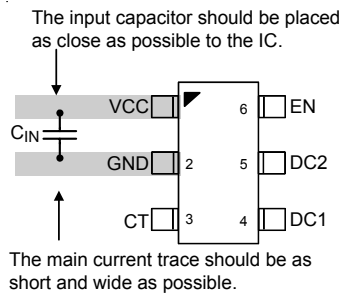 The input capacitor should be placed
as close as possible to the IC.
VCC 6 EN
CIN
GND 2 5 DC2
CT 3 4 DC1
The main current trace should be as
short and wide as possible.